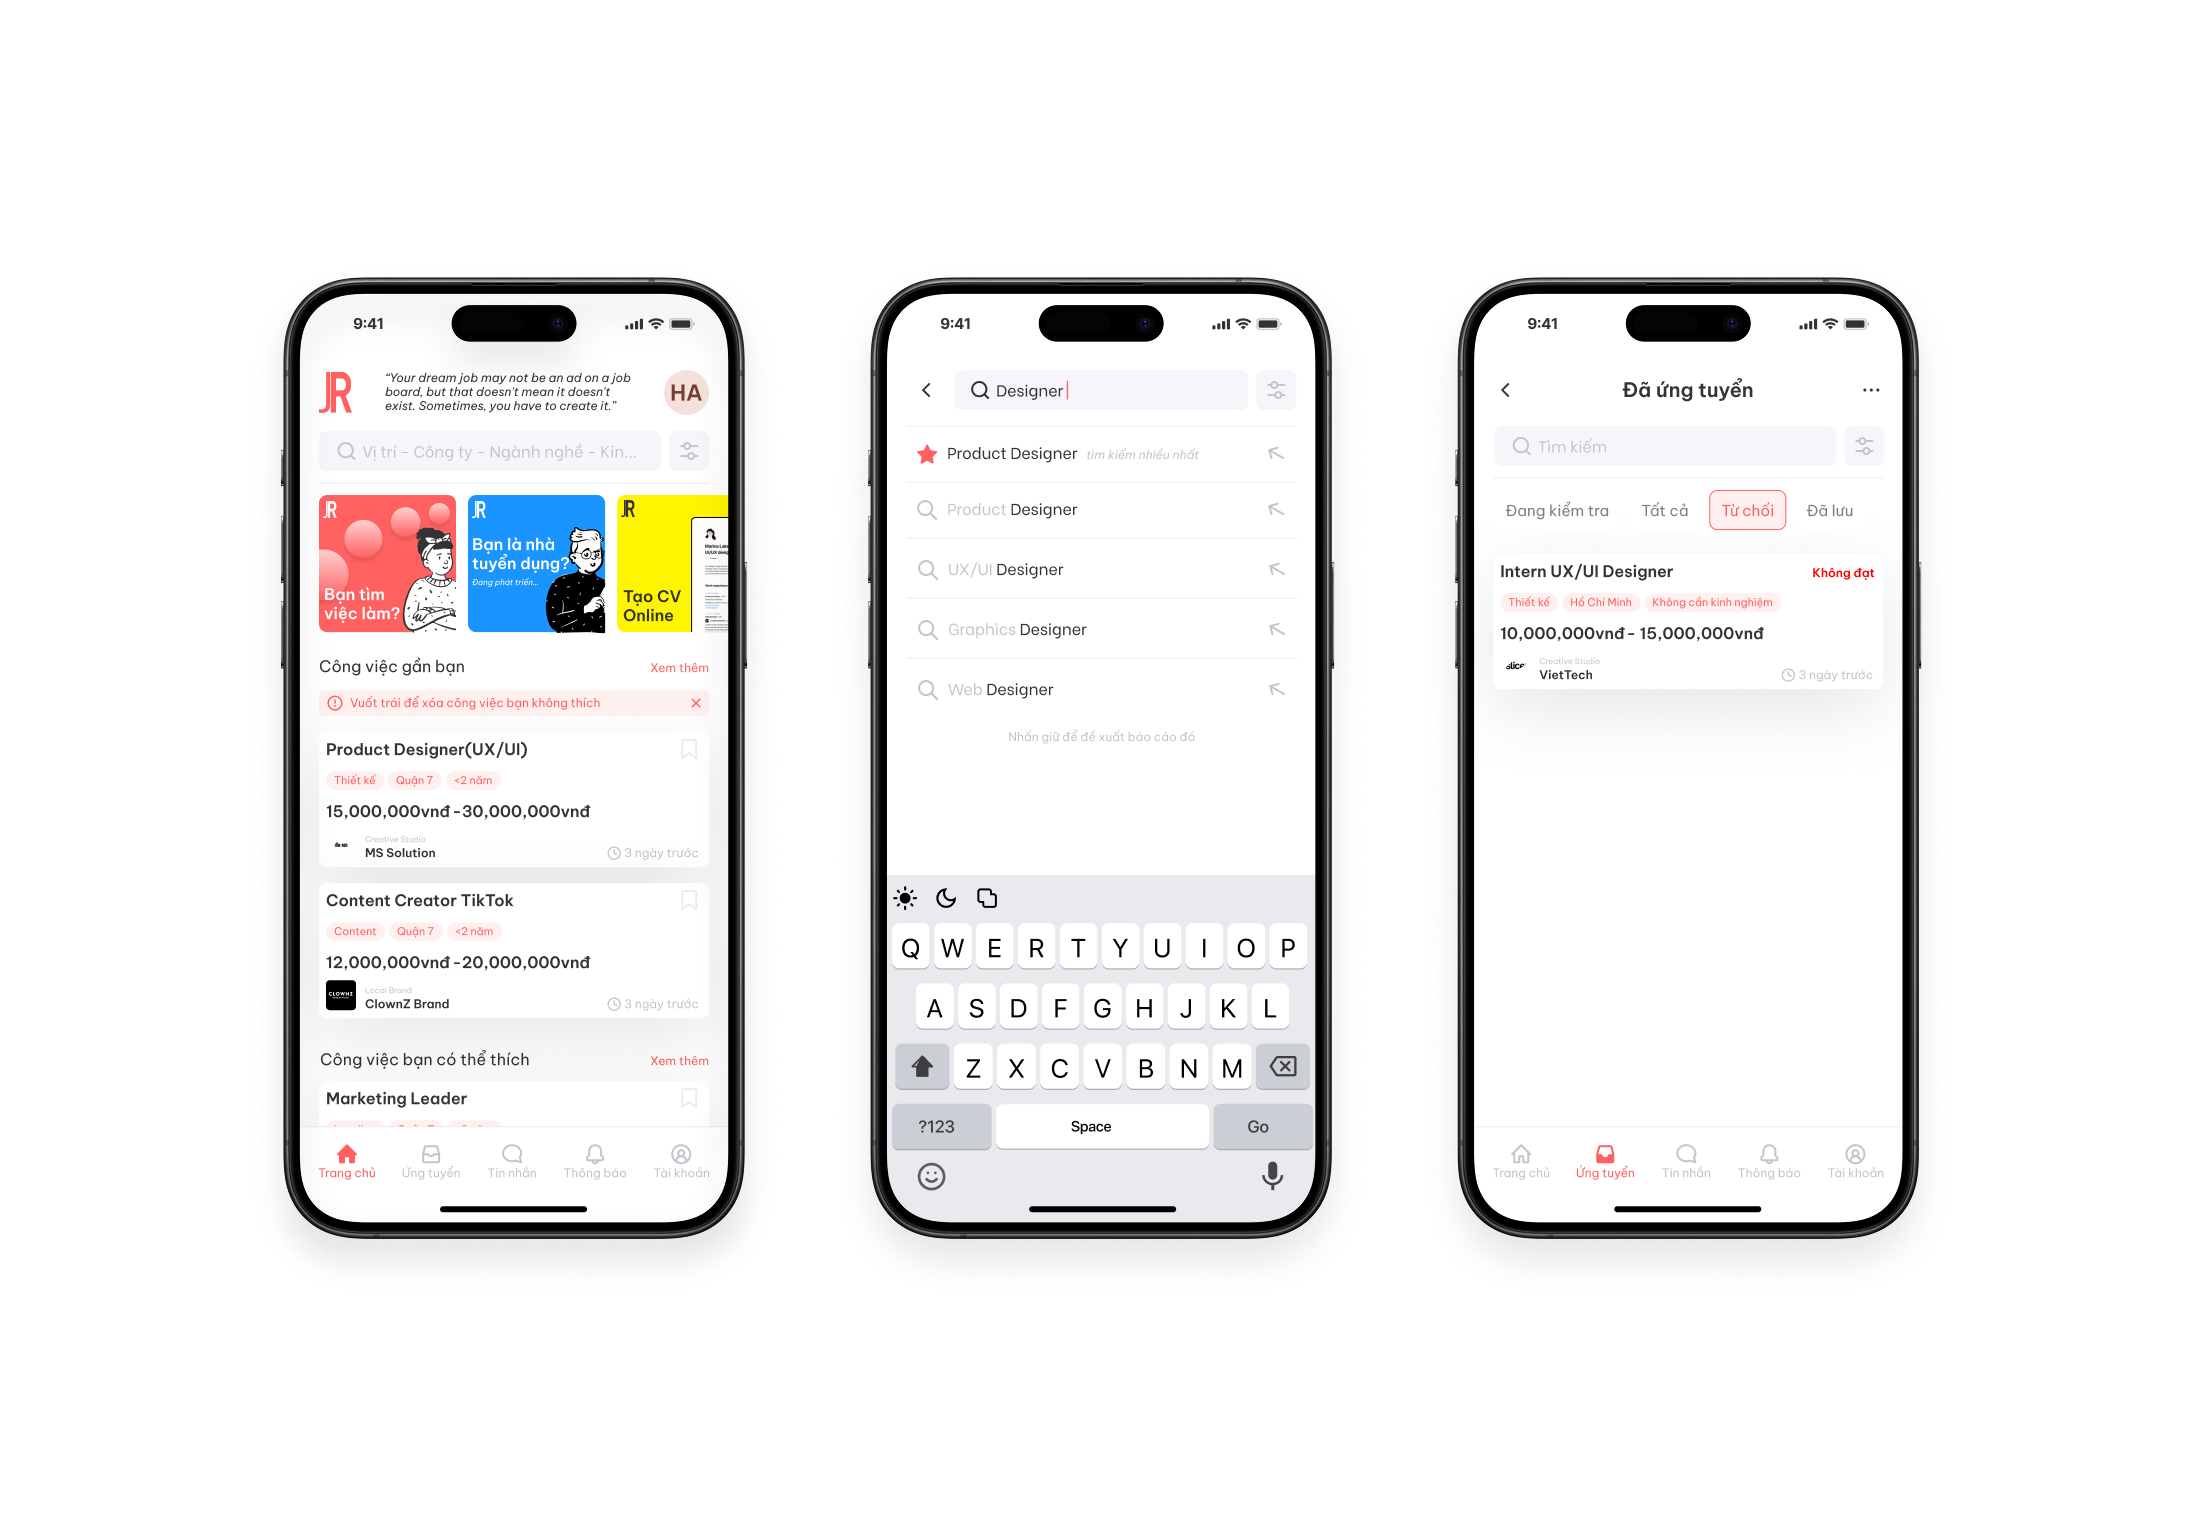 9:41
JR
“Your dream job may not be an ad on a job
board, but that doesn't mean it doesn't
exist. Sometimes, you have to create it.”
HA
Vị trí - Công ty - Ngành nghề - Kin...
JR
Bạn tìm
việc làm?
JR
Bạn là nhà
tuyển dụng?
Đang phát triển...
JR
Tạo CV
Online
Công việc gần bạn
Xem thêm
Vuốt trái để xóa công việc bạn không thích
Product Designer(UX/UI)
Thiết kế
Quận 7
<2 năm
15,000,000vnđ -30,000,000vnđ
Creative Studio
MS Solution
3 ngày trước
Content Creator TikTok
Content
Quận 7
<2 năm
12,000,000vnđ -20,000,000vnđ
CLOWNZ
Local Brand
ClownZ Brand
3 ngày trước
Công việc bạn có thể thích
Xem thêm
Marketing Leader
Trang chủ
Ứng tuyển
Tin nhắn
Thông báo
Tài khoản
9:41
Designer
Product Designer tìm kiếm nhiều nhất
Product Designer
UX/UI Designer
Graphics Designer
Web Designer
Nhấn giữ để đề xuất báo cáo đó
Q W E R T Y U I O P
A S D F G H J K L
Z X C V B N M
?123 Space Go
9:41
Đã ứng tuyển
Tìm kiếm
Đang kiểm tra
Tất cả
Từ chối
Đã lưu
Intern UX/UI Designer
Không đạt
Thiết kế
Hồ Chí Minh
Không cần kinh nghiệm
10,000,000vnđ - 15,000,000vnđ
slice
Creative Studio
VietTech
3 ngày trước
Trang chủ
Ứng tuyển
Tin nhắn
Thông báo
Tài khoản